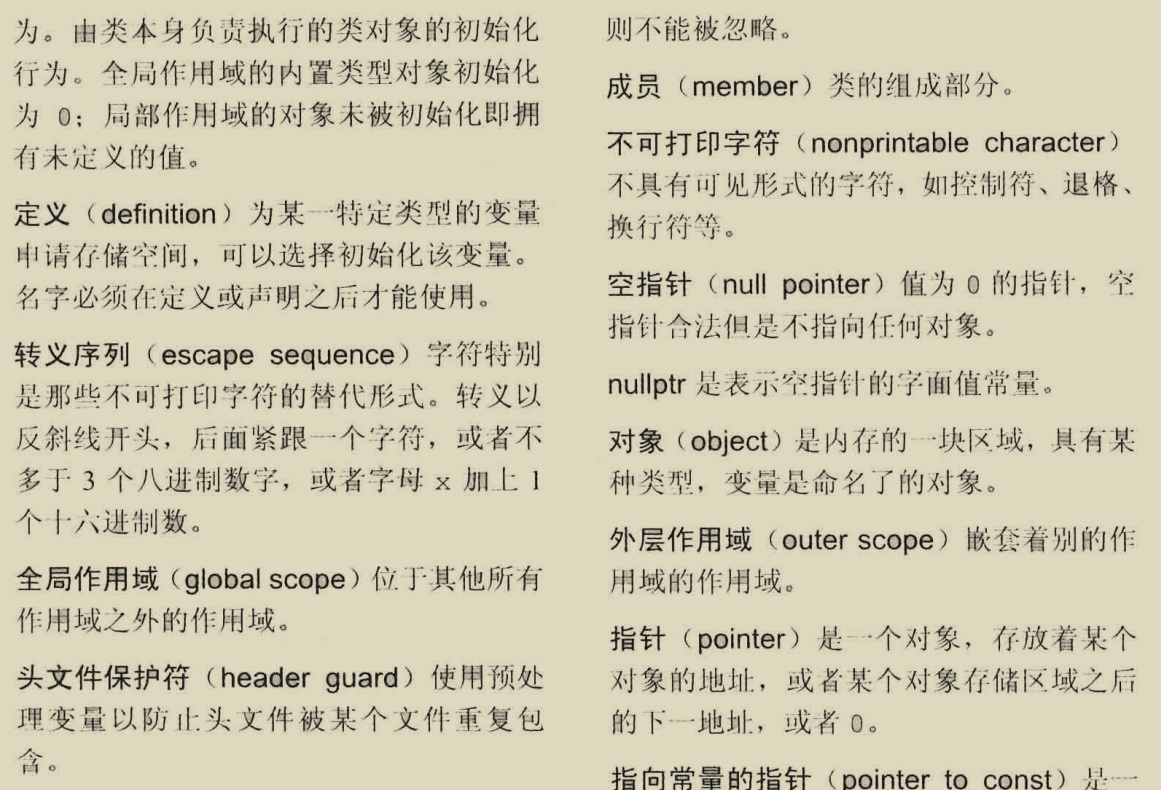 为。由类本身负责执行的类对象的初始化
行为。全局作用域的内置类型对象初始化
为 0；局部作用域的对象未被初始化即拥
有未定义的值。
定义（definition）为某一特定类型的变量
申请存储空间，可以选择初始化该变量。
名字必须在定义或声明之后才能使用。
转义序列（escape sequence）字符特别
是那些不可打印字符的替代形式。转义以
反斜线开头，后面紧跟一个字符，或者不
多于 3 个八进制数字，或者字母 x 加上 1
个十六进制数。
全局作用域（global scope）位于其他所有
作用域之外的作用域。
头文件保护符（header guard）使用预处
理变量以防止头文件被某个文件重复包
含。
则不能被忽略。
成员（member）类的组成部分。
不可打印字符（nonprintable character）
不具有可见形式的字符，如控制符、退格、
换行符等。
空指针（null pointer）值为 0 的指针，空
指针合法但是不指向任何对象。
nullptr 是表示空指针的字面值常量。
对象（object）是内存的一块区域，具有某
种类型，变量是命名了的对象。
外层作用域（outer scope）嵌套着别的作
用域的作用域。
指针（pointer）是一个对象，存放着某个
对象的地址，或者某个对象存储区域之后
的下一地址，或者 0。
指向常量的指针（pointer to const）是一